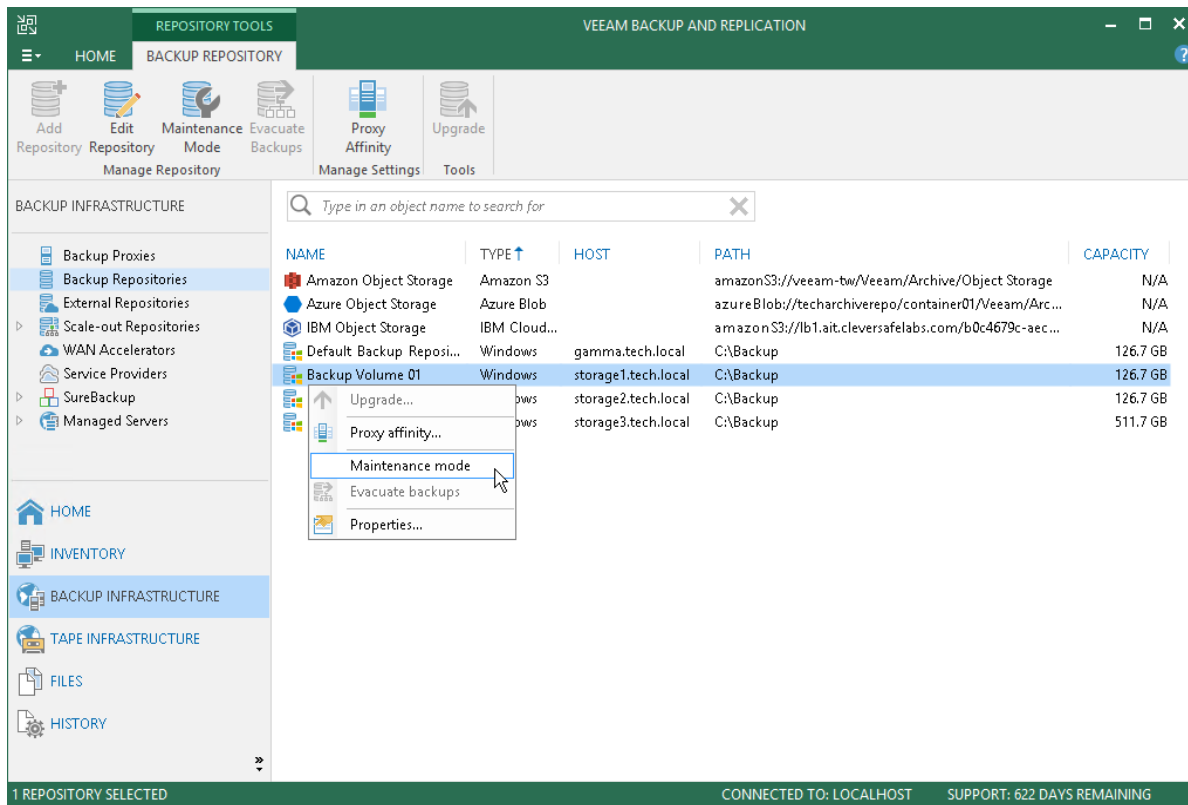 REPOSITORY TOOLS
VEEAM BACKUP AND REPLICATION
HOME
BACKUP REPOSITORY
?
Add Repository
Edit Repository
Maintenance Mode
Evacuate Backups
Proxy Affinity
Upgrade
Manage Repository
Manage Settings
Tools
BACKUP INFRASTRUCTURE
Type in an object name to search for
Backup Proxies
Backup Repositories
External Repositories
Scale-out Repositories
WAN Accelerators
Service Providers
SureBackup
Managed Servers
NAME TYPE HOST PATH CAPACITY
Amazon Object Storage Amazon S3 amazonS3://veeam-tw/Veeam/Archive/Object Storage N/A
Azure Object Storage Azure Blob azureBlob://techarchiverepo/container01/Veeam/Arc... N/A
IBM Object Storage IBM Cloud... amazonS3://lb1.ait.cleversafelabs.com/b0c4679c-aec... N/A
Default Backup Reposi... Windows gamma.tech.local C:\Backup 126.7 GB
Backup Volume 01 Windows storage1.tech.local C:\Backup 126.7 GB
storage2.tech.local C:\Backup 126.7 GB
storage3.tech.local C:\Backup 511.7 GB
Upgrade...
Proxy affinity...
Maintenance mode
Evacuate backups
Properties...
HOME
INVENTORY
BACKUP INFRASTRUCTURE
TAPE INFRASTRUCTURE
FILES
HISTORY
1 REPOSITORY SELECTED
CONNECTED TO: LOCALHOST
SUPPORT: 622 DAYS REMAINING